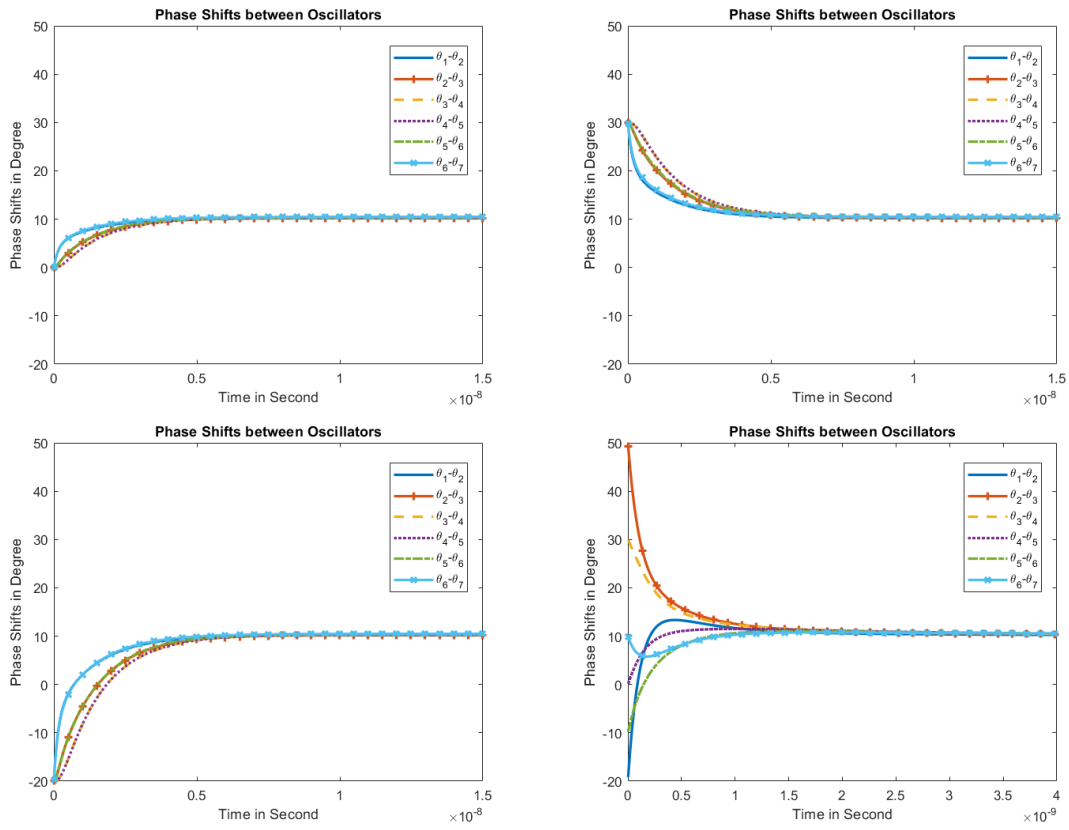 Phase Shifts between Oscillators
50
40
30
20
10
0
-10
-20
Phase Shifts in Degree
θ1-θ2
θ2-θ3
θ3-θ4
θ4-θ5
θ5-θ6
θ6-θ7
0 0.5 1 1.5
Time in Second
×10^-8
Phase Shifts between Oscillators
50
40
30
20
10
0
-10
-20
Phase Shifts in Degree
θ1-θ2
θ2-θ3
θ3-θ4
θ4-θ5
θ5-θ6
θ6-θ7
0 0.5 1 1.5
Time in Second
×10^-8
Phase Shifts between Oscillators
50
40
30
20
10
0
-10
-20
Phase Shifts in Degree
θ1-θ2
θ2-θ3
θ3-θ4
θ4-θ5
θ5-θ6
θ6-θ7
0 0.5 1 1.5
Time in Second
×10^-8
Phase Shifts between Oscillators
50
40
30
20
10
0
-10
-20
Phase Shifts in Degree
θ1-θ2
θ2-θ3
θ3-θ4
θ4-θ5
θ5-θ6
θ6-θ7
0 0.5 1 1.5 2 2.5 3 3.5 4
Time in Second
×10^-9